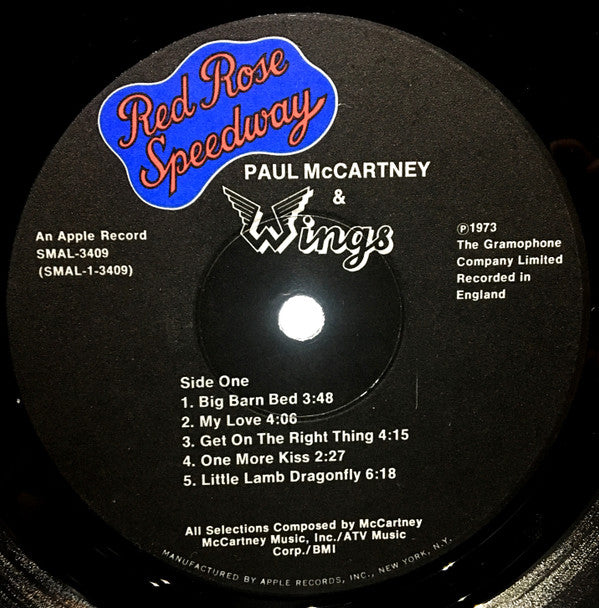 Red Rose
Speedway
PAUL McCARTNEY
&
Wings
An Apple Record
SMAL-3409
(SMAL-1-3409)
Ⓟ1973
The Gramophone
Company Limited
Recorded in
England
Side One
1. Big Barn Bed 3:48
2. My Love 4:06
3. Get On The Right Thing 4:15
4. One More Kiss 2:27
5. Little Lamb Dragonfly 6:18
All Selections Composed by McCartney
McCartney Music, Inc./ATV Music
Corp./BMI
MANUFACTURED BY APPLE RECORDS, INC., NEW YORK, N.Y.